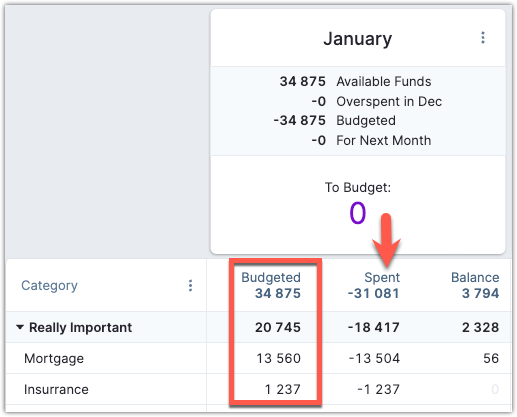 January
34 875 Available Funds
-0 Overspent in Dec
-34 875 Budgeted
-0 For Next Month
To Budget:
0
Category Budgeted Spent Balance
34 875 -31 081 3 794
Really Important 20 745 -18 417 2 328
Mortgage 13 560 -13 504 56
Insurrance 1 237 -1 237 0